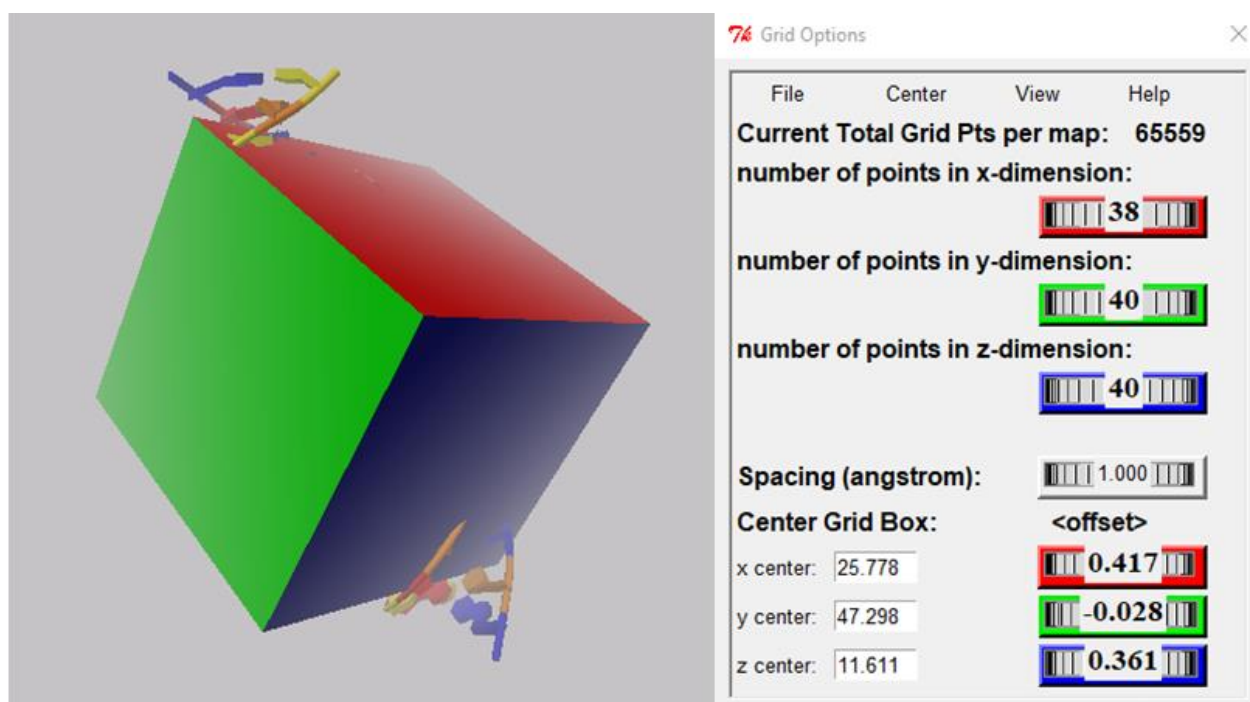 Grid Options
File Center View Help
Current Total Grid Pts per map: 65559
number of points in x-dimension:
38
number of points in y-dimension:
40
number of points in z-dimension:
40
Spacing (angstrom): 1.000
Center Grid Box: <offset>
x center: 25.778 0.417
y center: 47.298 -0.028
z center: 11.611 0.361